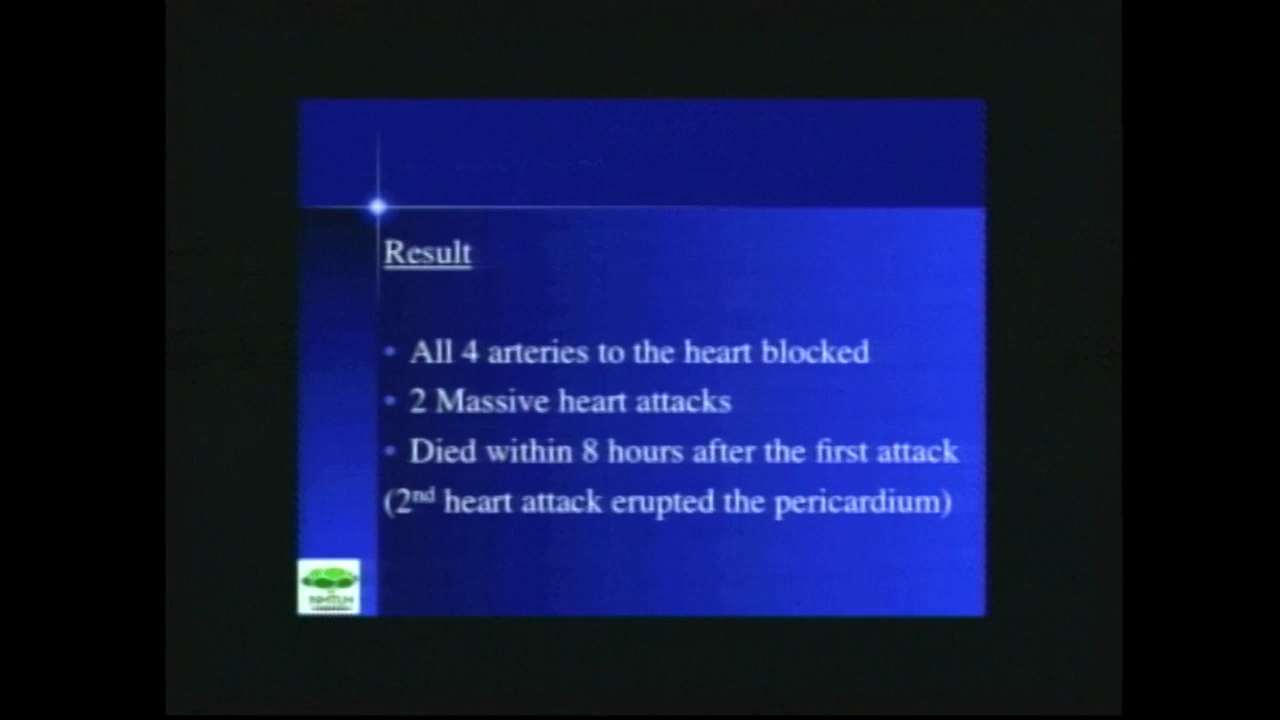 Result
• All 4 arteries to the heart blocked
• 2 Massive heart attacks
• Died within 8 hours after the first attack
(2nd heart attack erupted the pericardium)